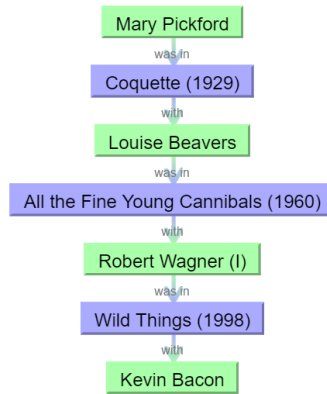 Mary Pickford
was in
Coquette (1929)
with
Louise Beavers
was in
All the Fine Young Cannibals (1960)
with
Robert Wagner (I)
was in
Wild Things (1998)
with
Kevin Bacon